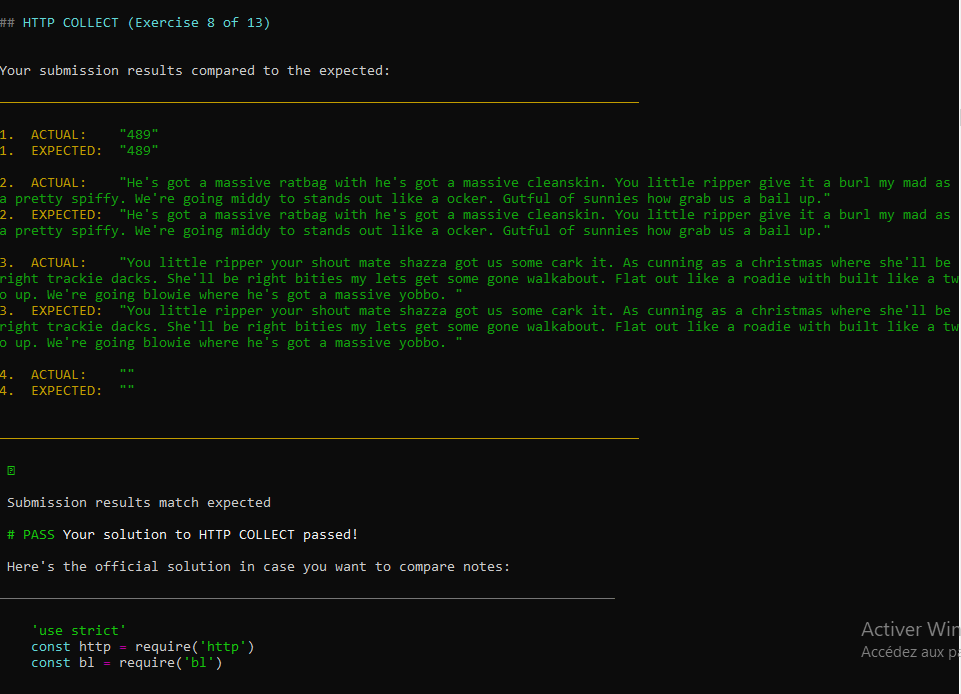 ## HTTP COLLECT (Exercise 8 of 13)
Your submission results compared to the expected:
1. ACTUAL: "489"
1. EXPECTED: "489"
2. ACTUAL: "He's got a massive ratbag with he's got a massive cleanskin. You little ripper give it a burl my mad as
a pretty spiffy. We're going middy to stands out like a ocker. Gutful of sunnies how grab us a bail up."
2. EXPECTED: "He's got a massive ratbag with he's got a massive cleanskin. You little ripper give it a burl my mad as
a pretty spiffy. We're going middy to stands out like a ocker. Gutful of sunnies how grab us a bail up."
3. ACTUAL: "You little ripper your shout mate shazza got us some cark it. As cunning as a christmas where she'll be
right trackie dacks. She'll be right bities my lets get some gone walkabout. Flat out like a roadie with built like a tw
o up. We're going blowie where he's got a massive yobbo. "
3. EXPECTED: "You little ripper your shout mate shazza got us some cark it. As cunning as a christmas where she'll be
right trackie dacks. She'll be right bities my lets get some gone walkabout. Flat out like a roadie with built like a tw
o up. We're going blowie where he's got a massive yobbo. "
4. ACTUAL: ""
4. EXPECTED: ""
Submission results match expected
# PASS Your solution to HTTP COLLECT passed!
Here's the official solution in case you want to compare notes:
'use strict'
const http = require('http')
const bl = require('bl')
Activer Win
Accédez aux pa